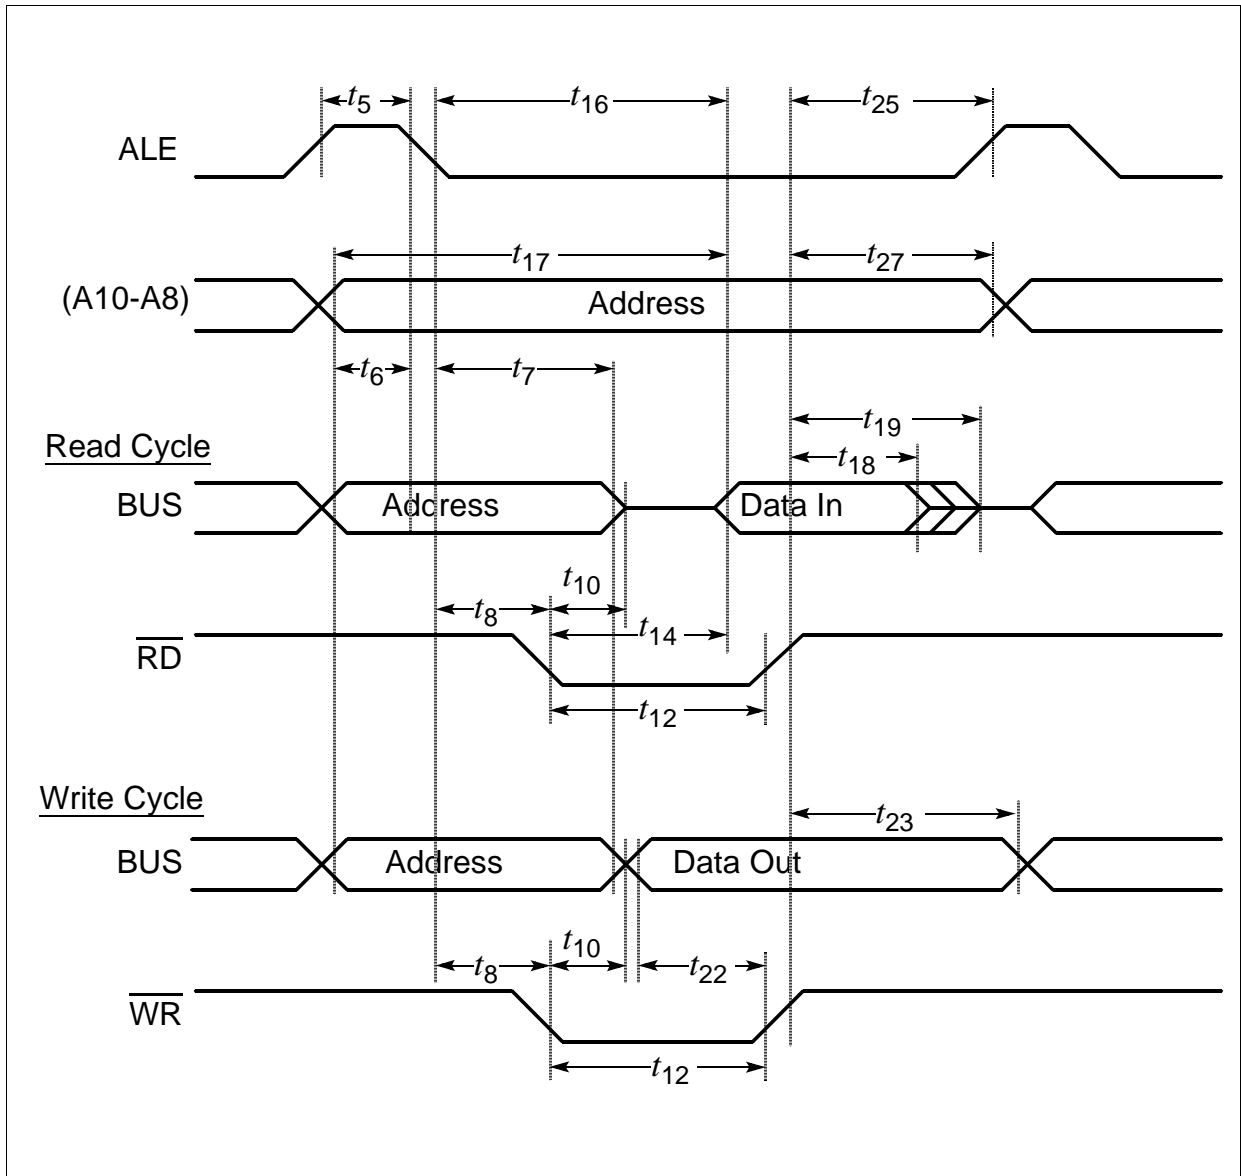 t5 t16 t25
ALE
t17 t27
(A10-A8) Address
t6 t7
t19
Read Cycle t18
BUS Address Data In
t10
t8 t14
RD
t12
Write Cycle
t23
BUS Address Data Out
t10
t8 t22
WR
t12